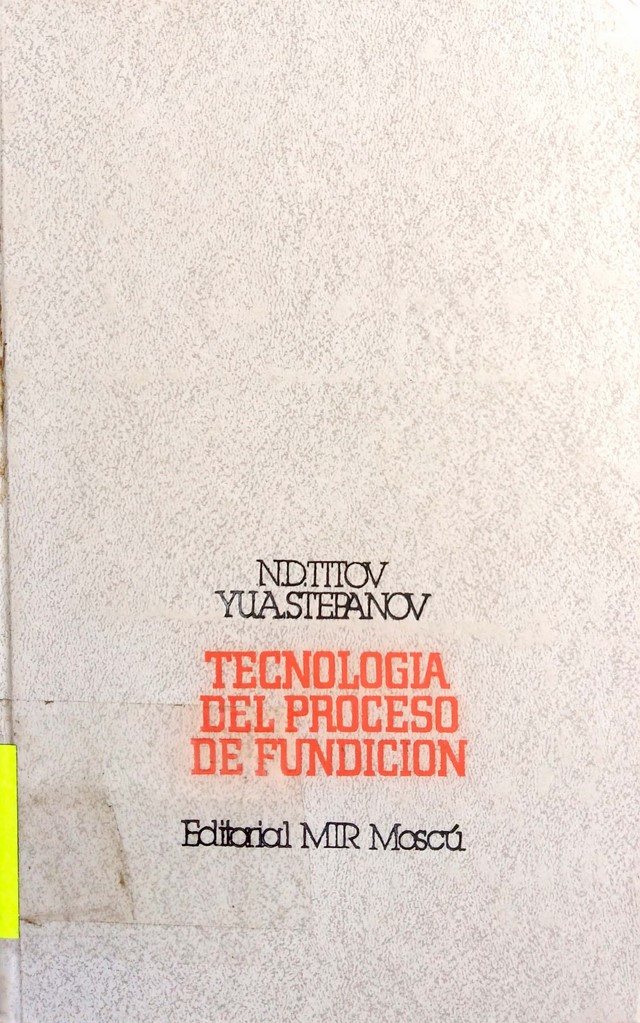 N.D.TITOV
YU.A.STEPANOV
TECNOLOGIA
DEL PROCESO
DE FUNDICION
Editorial MIR Moscú